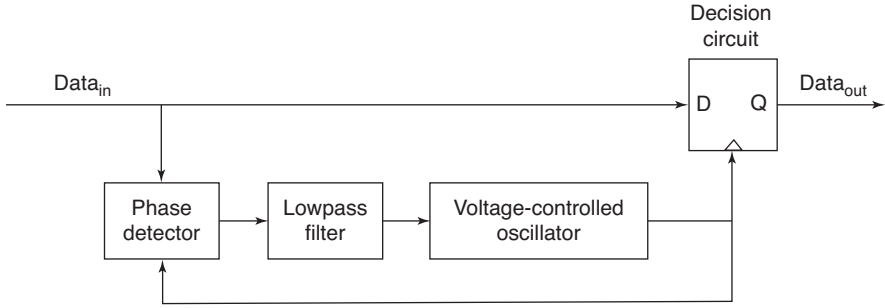 Decision
circuit
Data_in
D
Q
Data_out
Phase
detector
Lowpass
filter
Voltage-controlled
oscillator